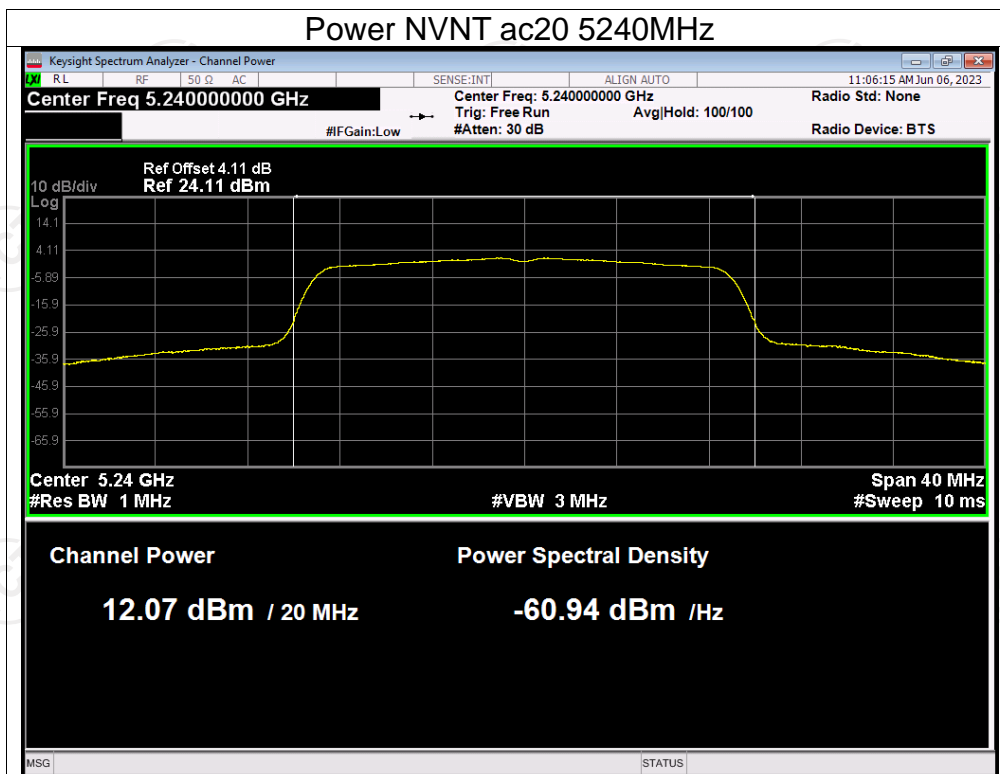 Power NVNT ac20 5240MHz
Keysight Spectrum Analyzer - Channel Power
LXI RL RF 50 Ω AC SENSE:INT ALIGN AUTO 11:06:15 AM Jun 06, 2023
Center Freq 5.240000000 GHz Center Freq: 5.240000000 GHz Radio Std: None
Trig: Free Run Avg|Hold: 100/100
#IFGain:Low #Atten: 30 dB Radio Device: BTS
Ref Offset 4.11 dB
10 dB/div Ref 24.11 dBm
Log
14.1
4.11
-5.89
-15.9
-25.9
-35.9
-45.9
-55.9
-65.9
Center 5.24 GHz Span 40 MHz
#Res BW 1 MHz #VBW 3 MHz #Sweep 10 ms
Channel Power Power Spectral Density
12.07 dBm / 20 MHz -60.94 dBm /Hz
MSG STATUS